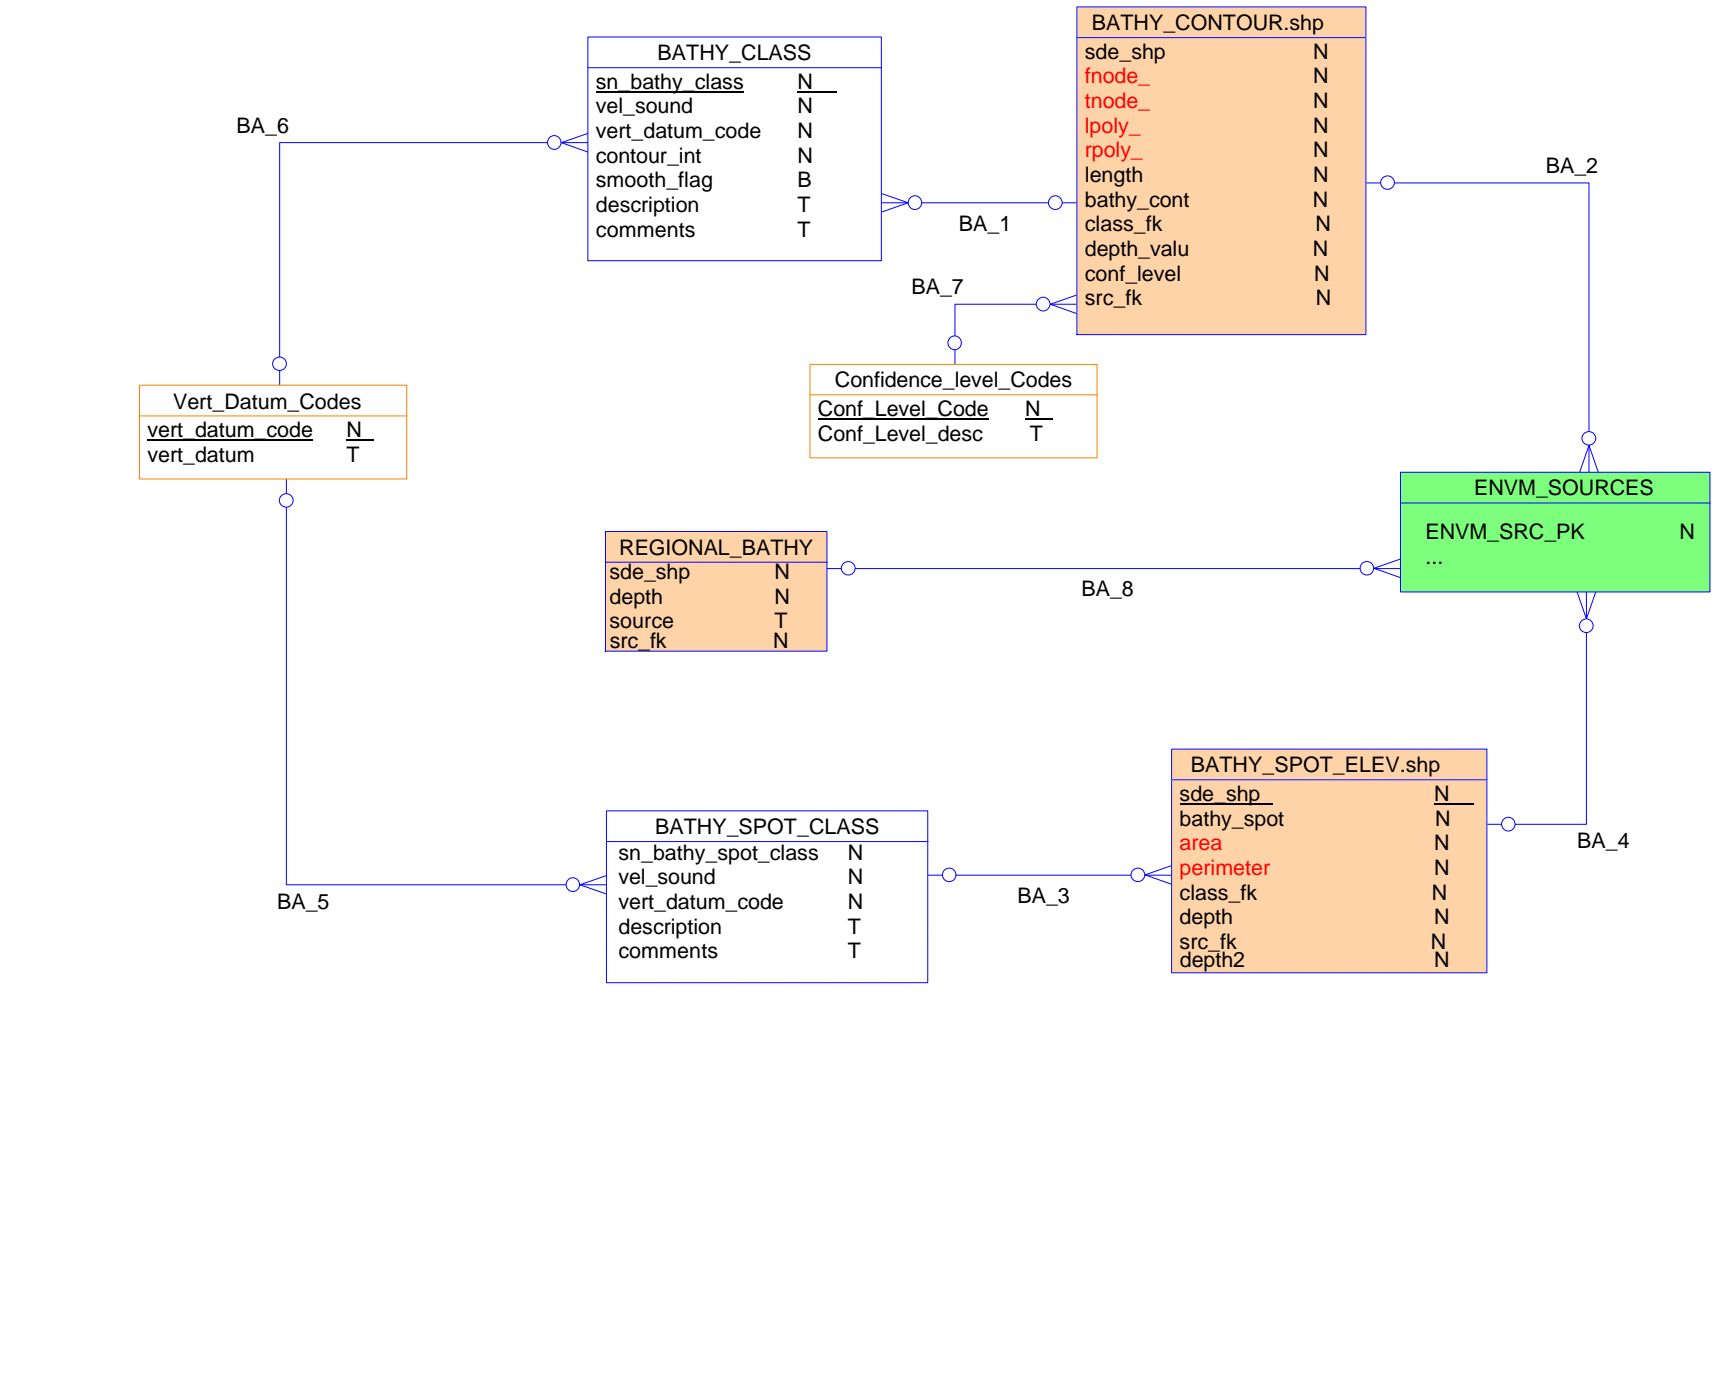 BATHY_CONTOUR.shp
sde_shp N
fnode_ N
tnode_ N
lpoly_ N
rpoly_ N
length N
bathy_cont N
class_fk N
depth_valu N
conf_level N
src_fk N
BATHY_CLASS
sn_bathy_class N
vel_sound N
vert_datum_code N
contour_int N
smooth_flag B
description T
comments T
BA_6
BA_1
BA_2
BA_7
Confidence_level_Codes
Conf_Level_Code N
Conf_Level_desc T
Vert_Datum_Codes
vert_datum_code N
vert_datum T
ENVM_SOURCES
ENVM_SRC_PK N
...
REGIONAL_BATHY
sde_shp N
depth N
source T
src_fk N
BA_8
BATHY_SPOT_ELEV.shp
sde_shp N
bathy_spot N
area N
perimeter N
class_fk N
depth N
src_fk N
depth2 N
BA_4
BATHY_SPOT_CLASS
sn_bathy_spot_class N
vel_sound N
vert_datum_code N
description T
comments T
BA_3
BA_5